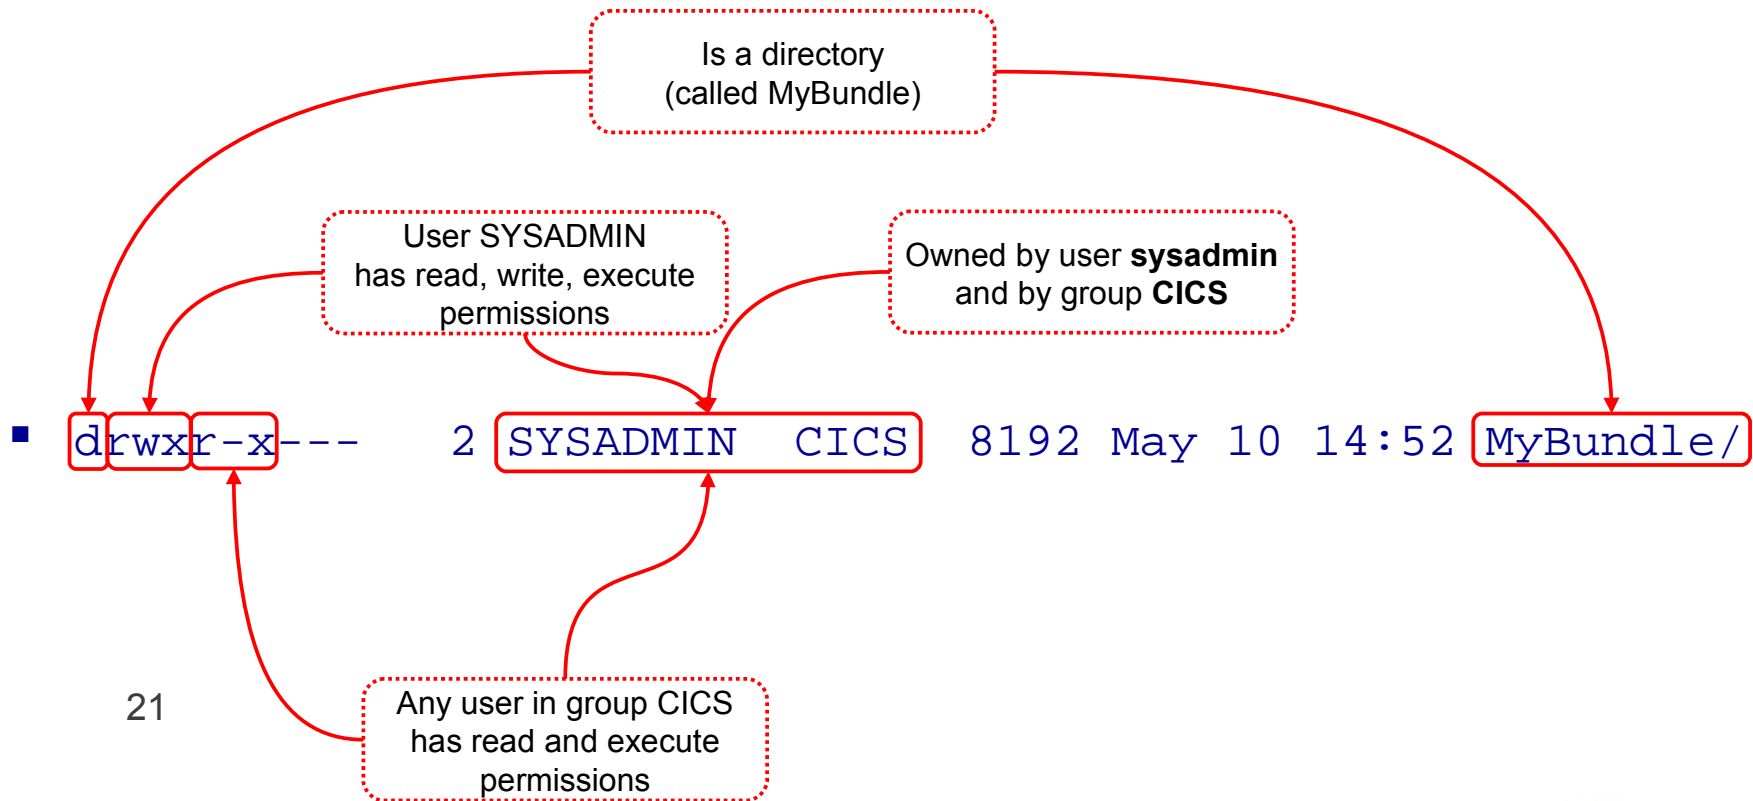 Is a directory
(called MyBundle)
User SYSADMIN
has read, write, execute
permissions
Owned by user sysadmin
and by group CICS
▪ drwxr-x--- 2 SYSADMIN CICS 8192 May 10 14:52 MyBundle/
Any user in group CICS
has read and execute
permissions
21